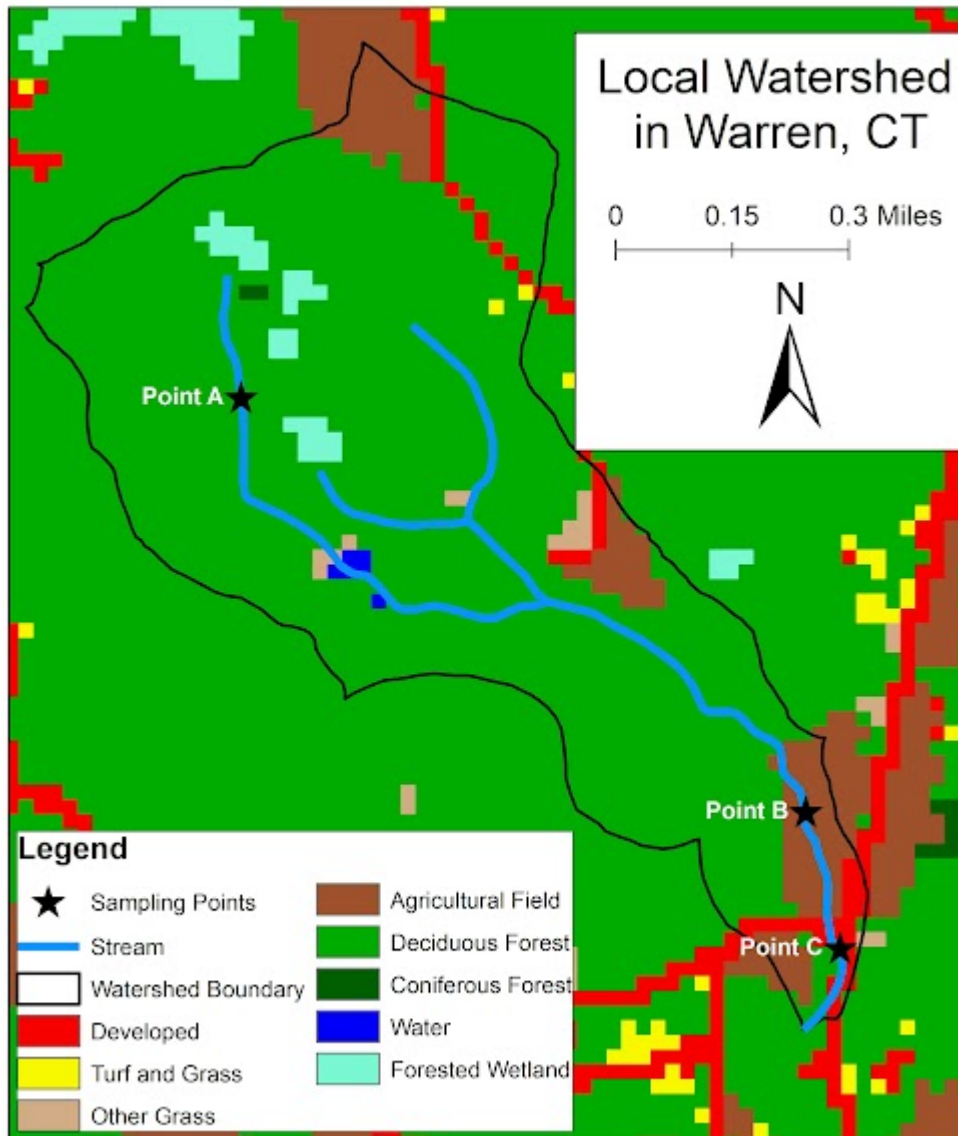 Local Watershed
in Warren, CT
0 0.15 0.3 Miles
N
Point A
Point B
Point C
Legend
Sampling Points
Stream
Watershed Boundary
Developed
Turf and Grass
Other Grass
Agricultural Field
Deciduous Forest
Coniferous Forest
Water
Forested Wetland